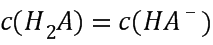 c(H₂A) = c(HA⁻)